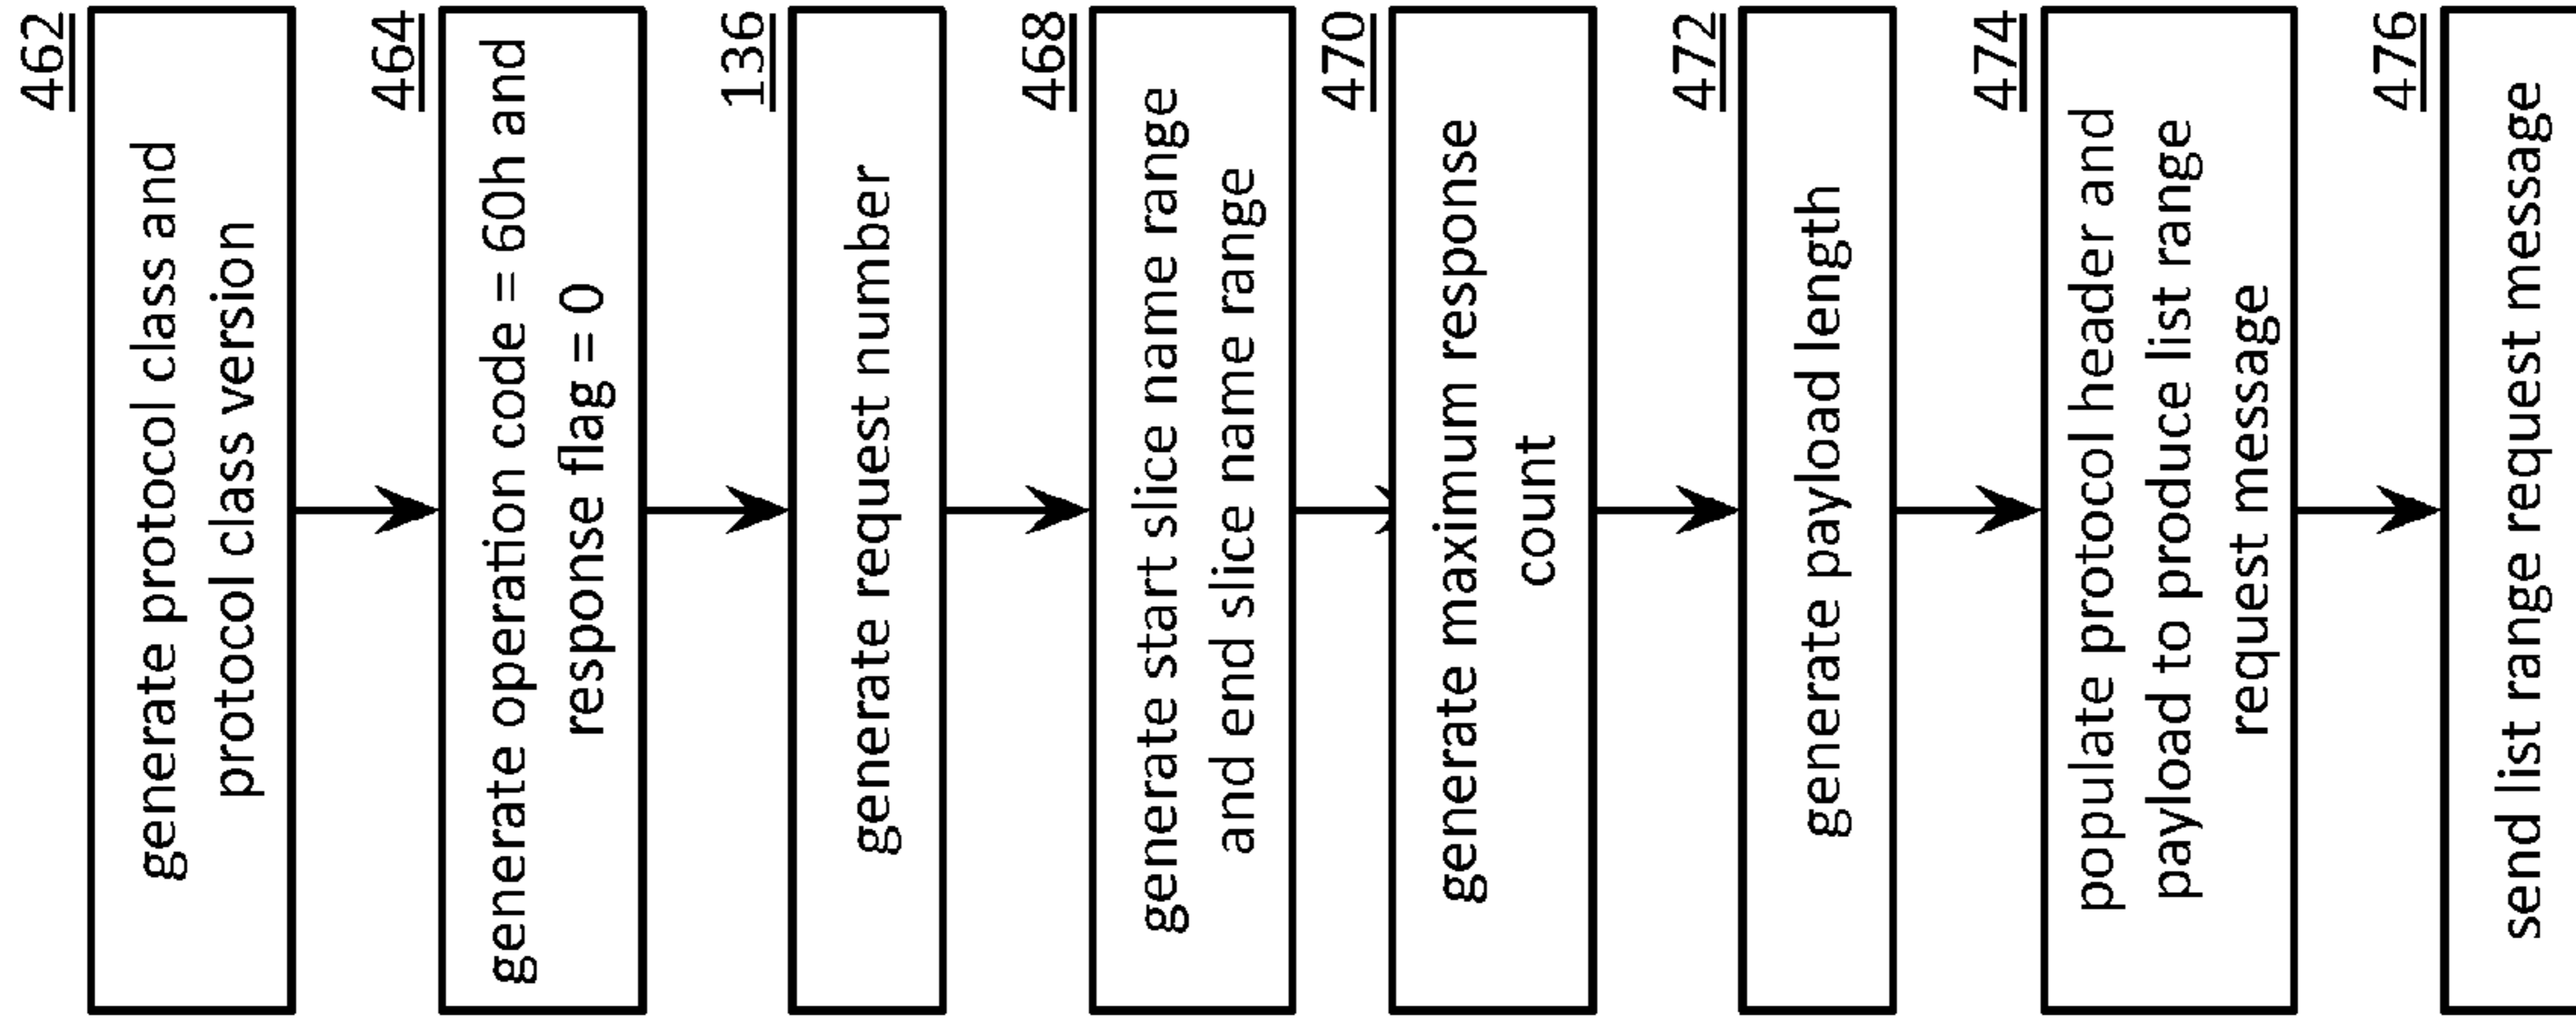 462
generate protocol class and
protocol class version
464
generate operation code = 60h and
response flag = 0
136
generate request number
468
generate start slice name range
and end slice name range
470
generate maximum response
count
472
generate payload length
474
populate protocol header and
payload to produce list range
request message
476
send list range request message